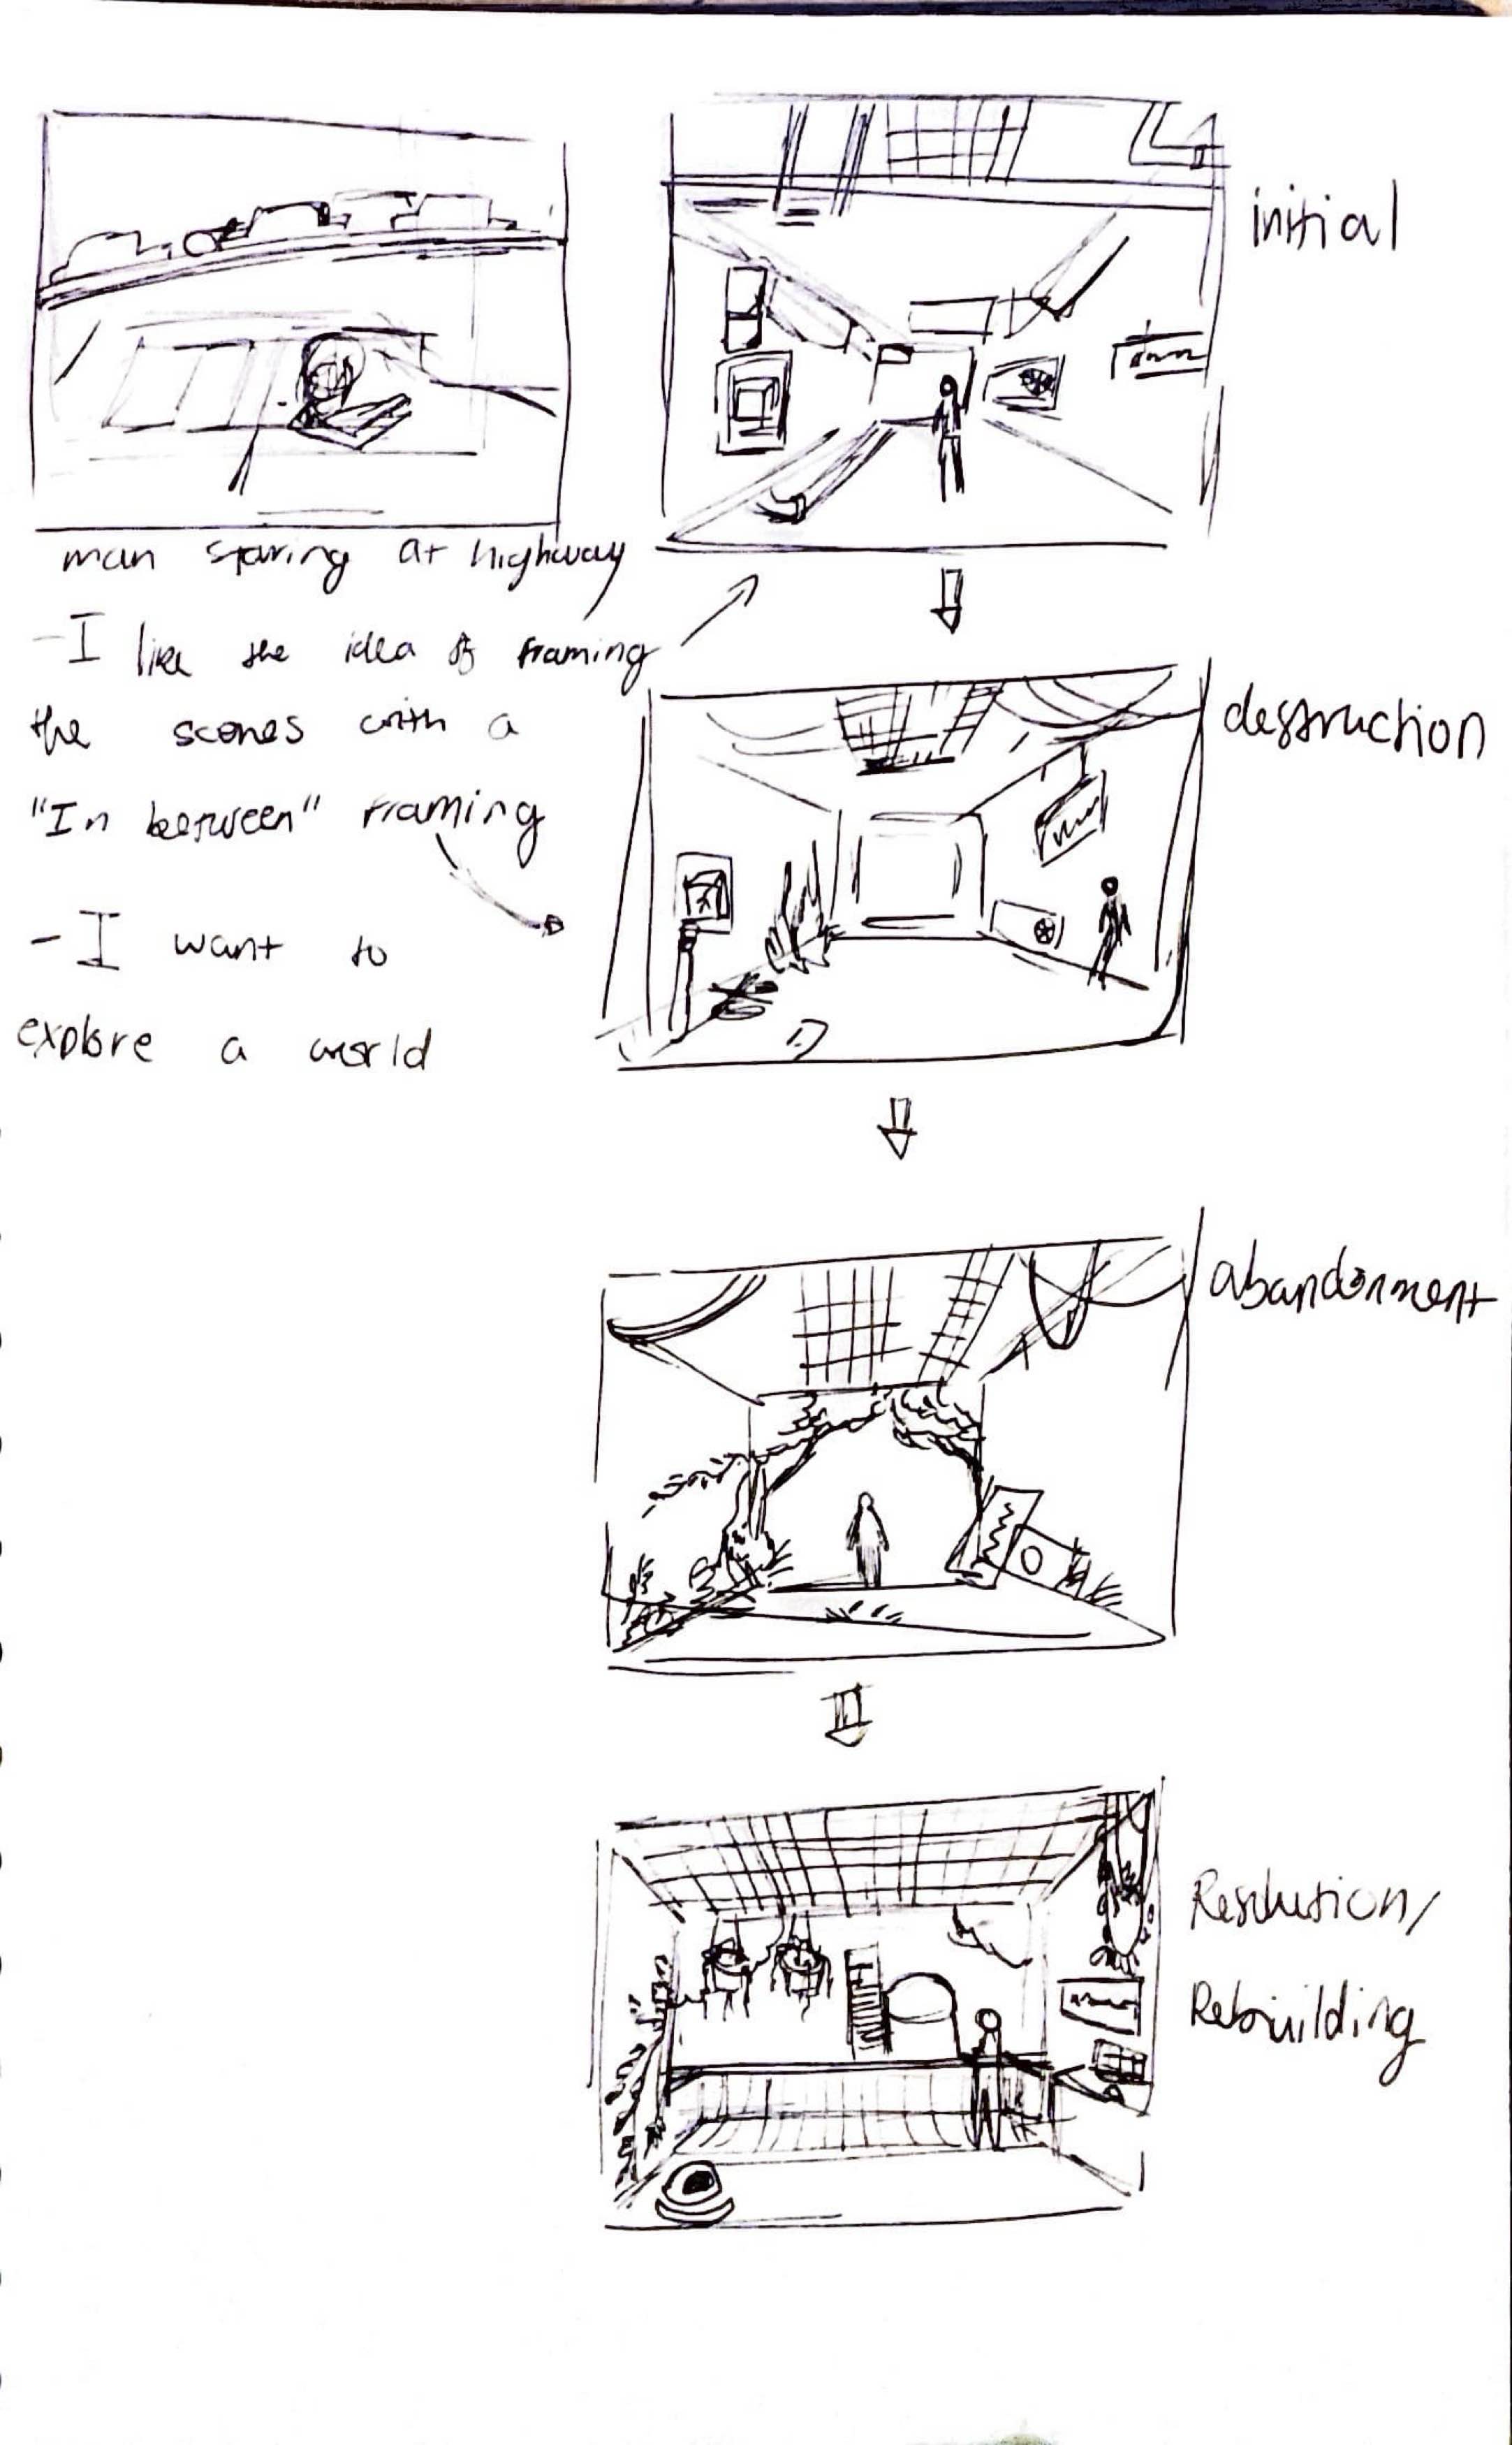 initial
man staring at highway
-I like the idea of framing
the scenes with a
"In between" framing
-I want to
explore a world
destruction
abandonment
Resolution/
Rebuilding